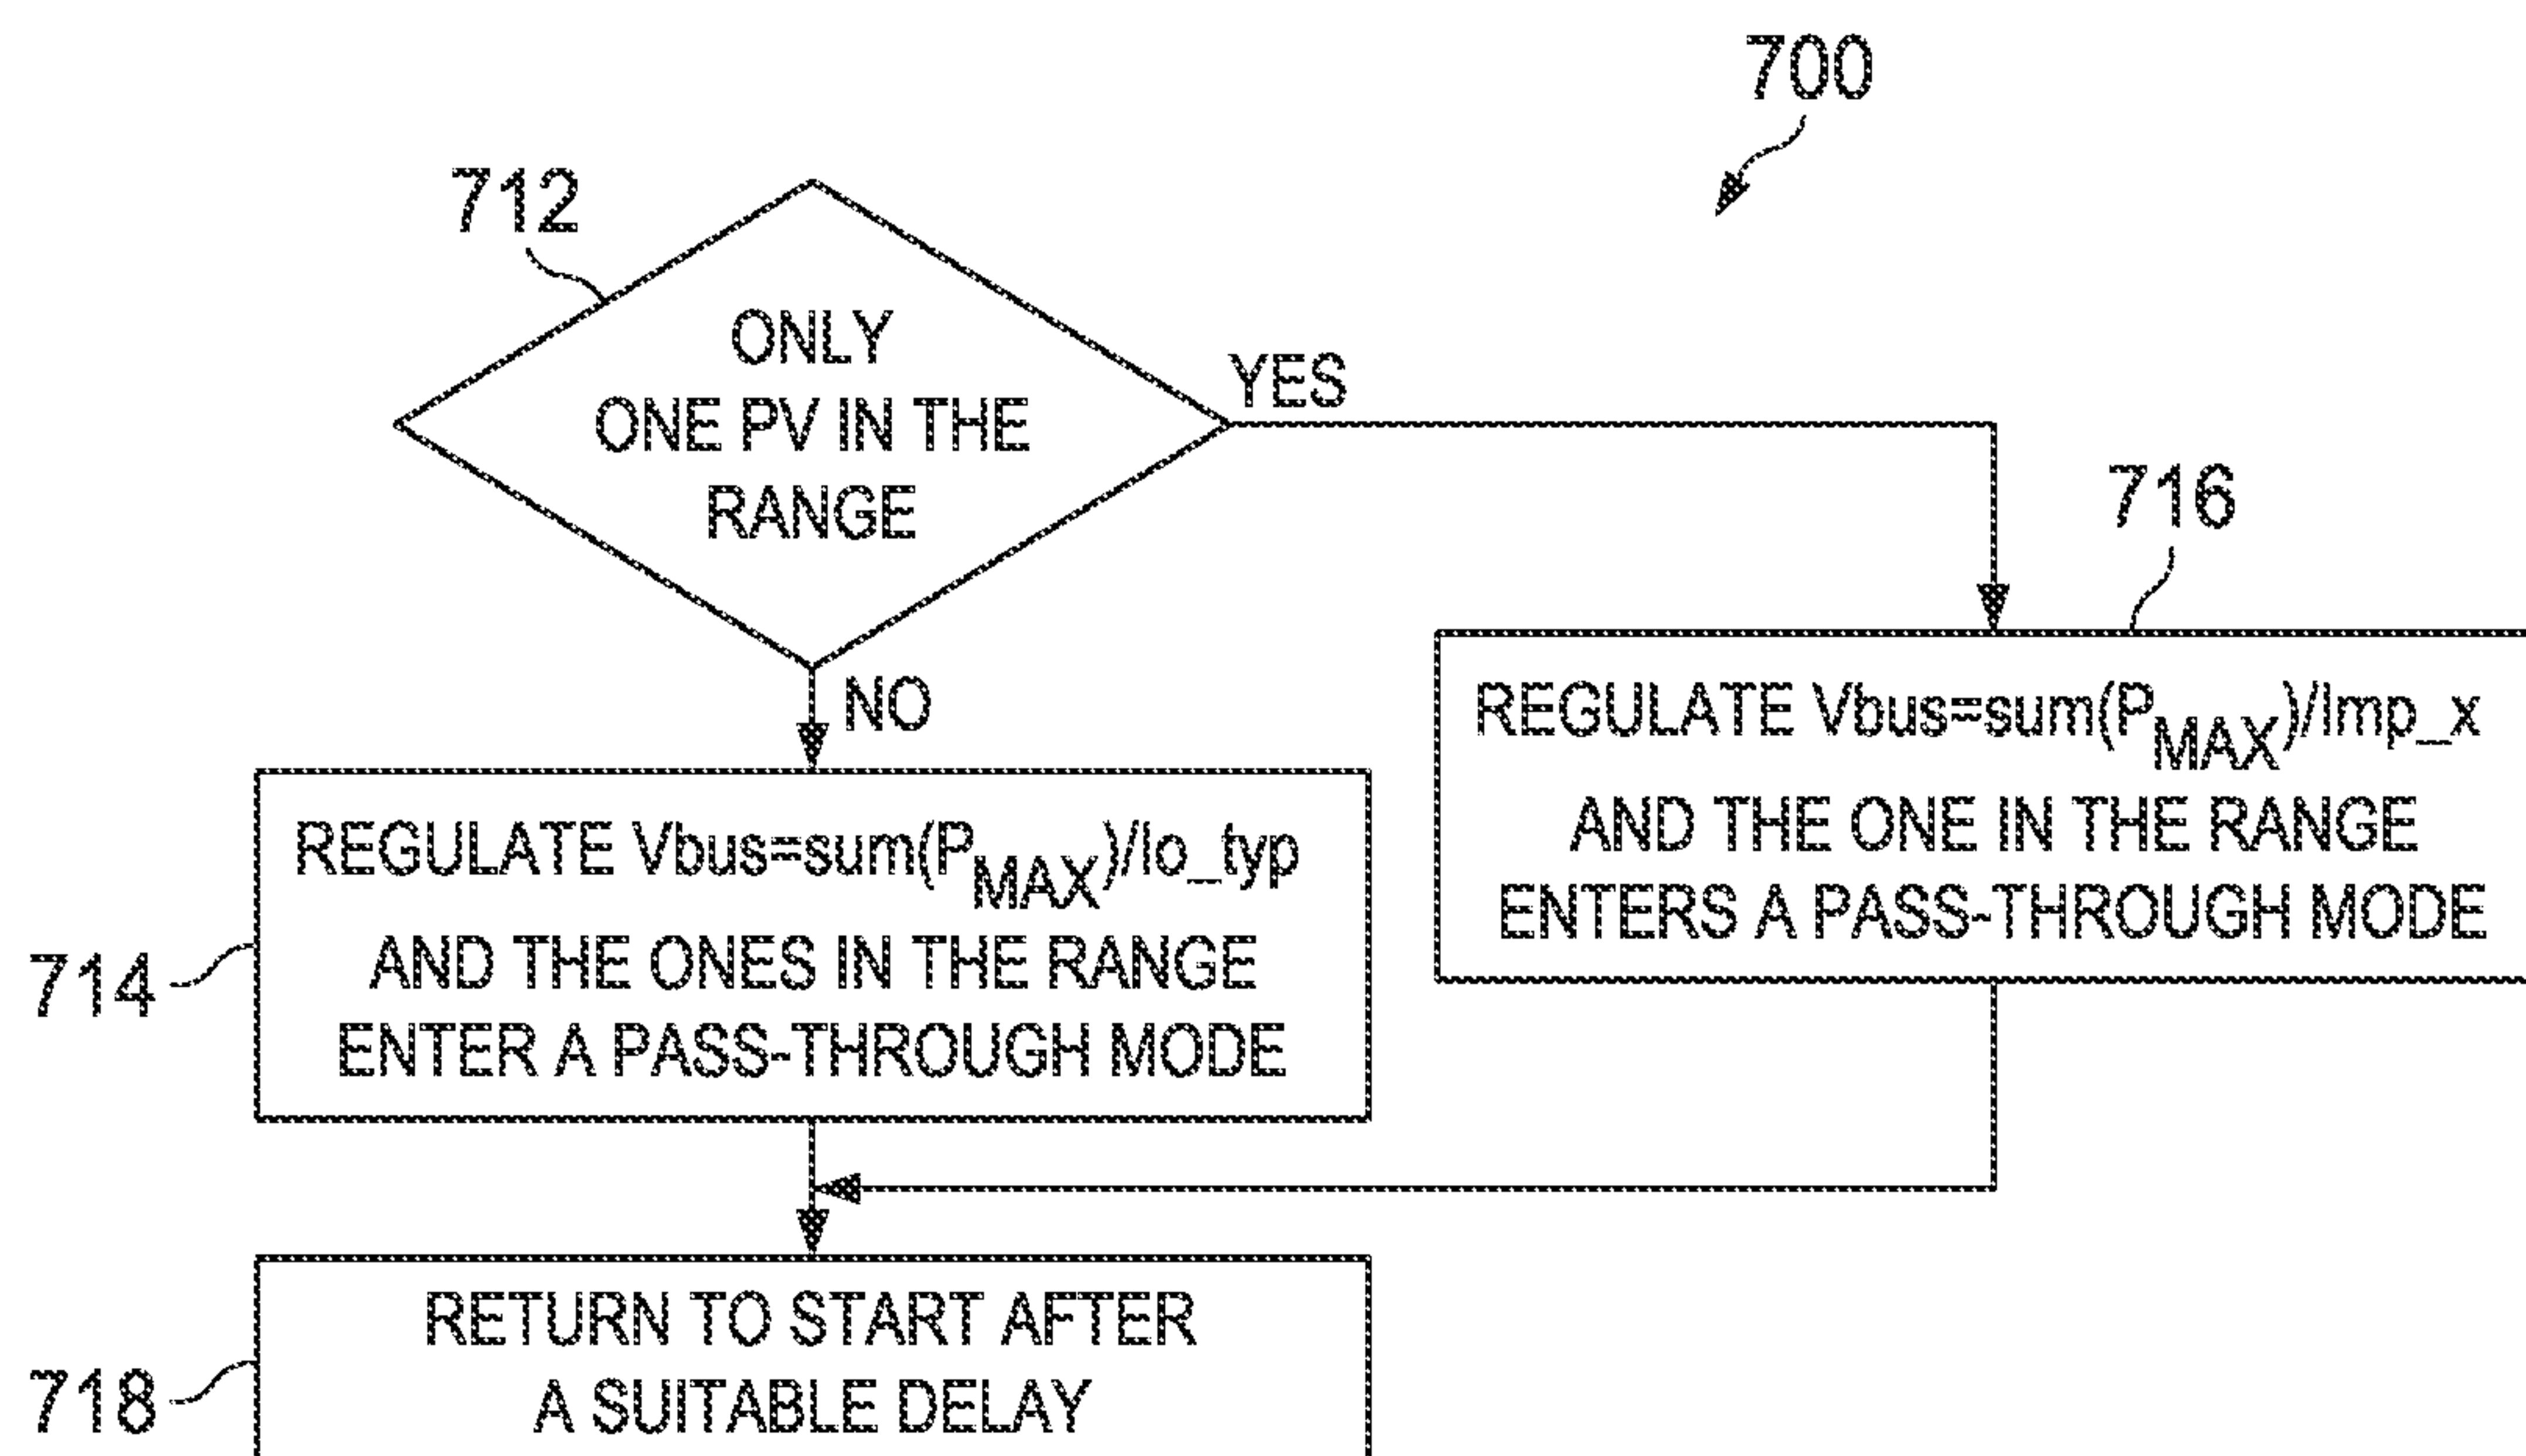 700
712
ONLY
ONE PV IN THE
RANGE
YES
716
NO
REGULATE Vbus=sum(PMAX)/Imp_x
AND THE ONE IN THE RANGE
ENTERS A PASS-THROUGH MODE
REGULATE Vbus=sum(PMAX)/Io_typ
AND THE ONES IN THE RANGE
ENTER A PASS-THROUGH MODE
714
RETURN TO START AFTER
A SUITABLE DELAY
718